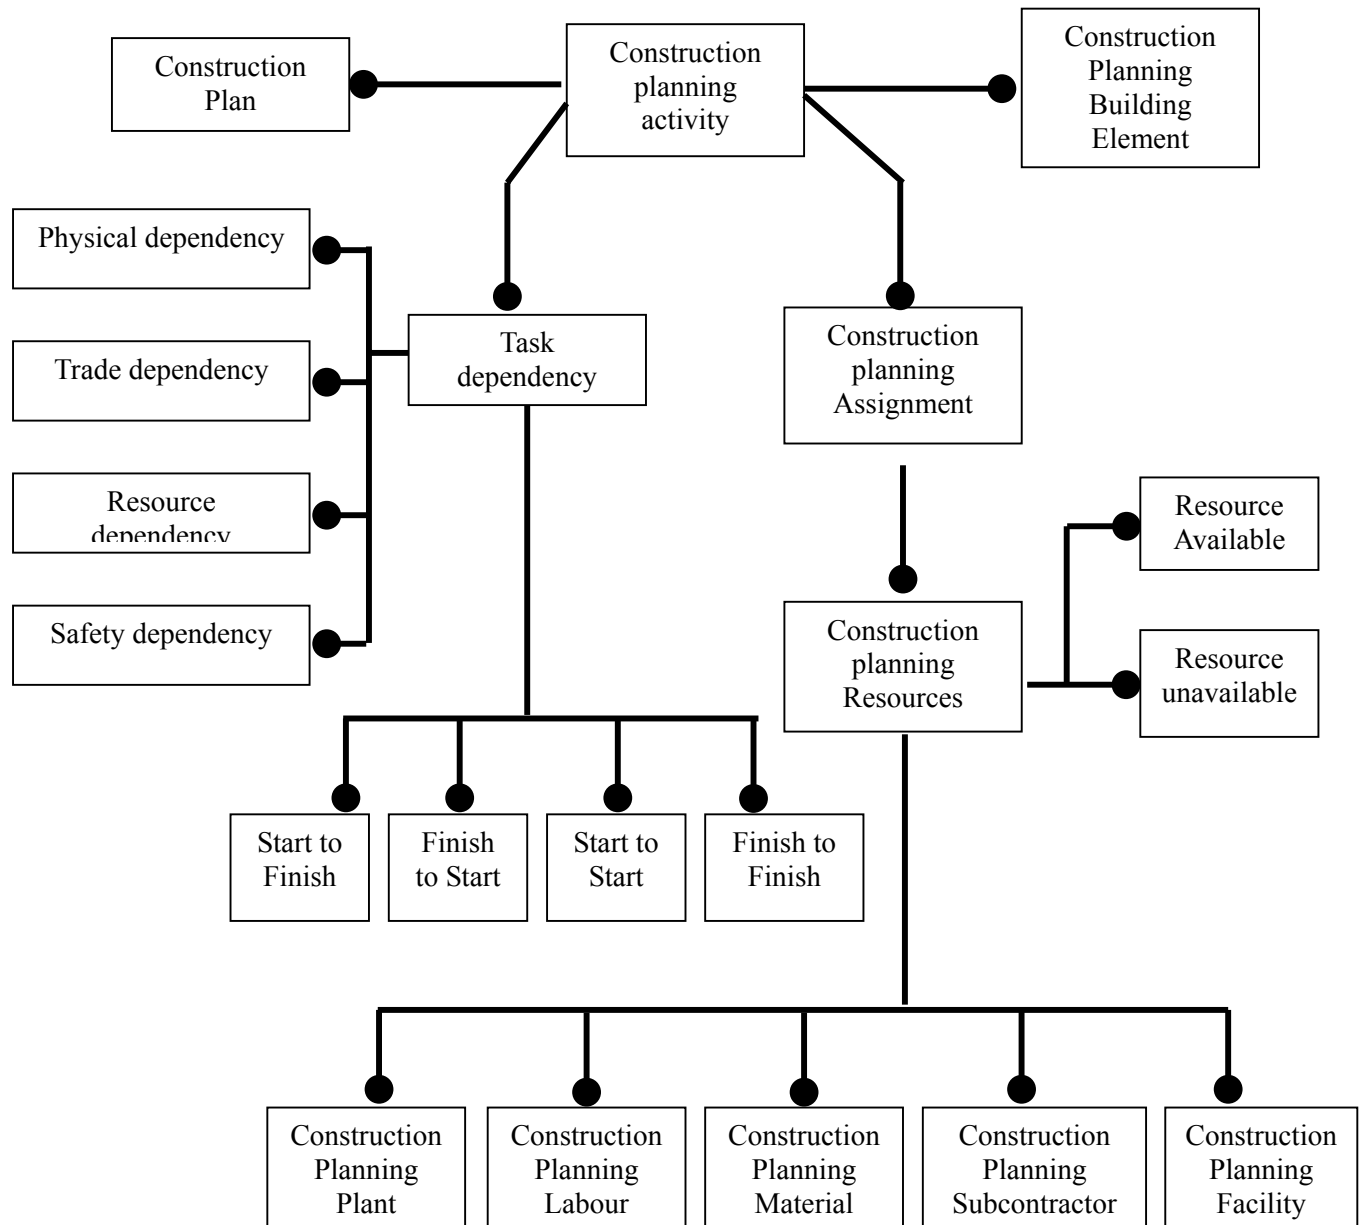 Construction
Plan
Construction
planning
activity
Construction
Planning
Building
Element
Physical dependency
Trade dependency
Resource
dependency
Safety dependency
Task
dependency
Construction
planning
Assignment
Resource
Available
Construction
planning
Resources
Resource
unavailable
Start to
Finish
Finish
to Start
Start to
Start
Finish to
Finish
Construction
Planning
Plant
Construction
Planning
Labour
Construction
Planning
Material
Construction
Planning
Subcontractor
Construction
Planning
Facility